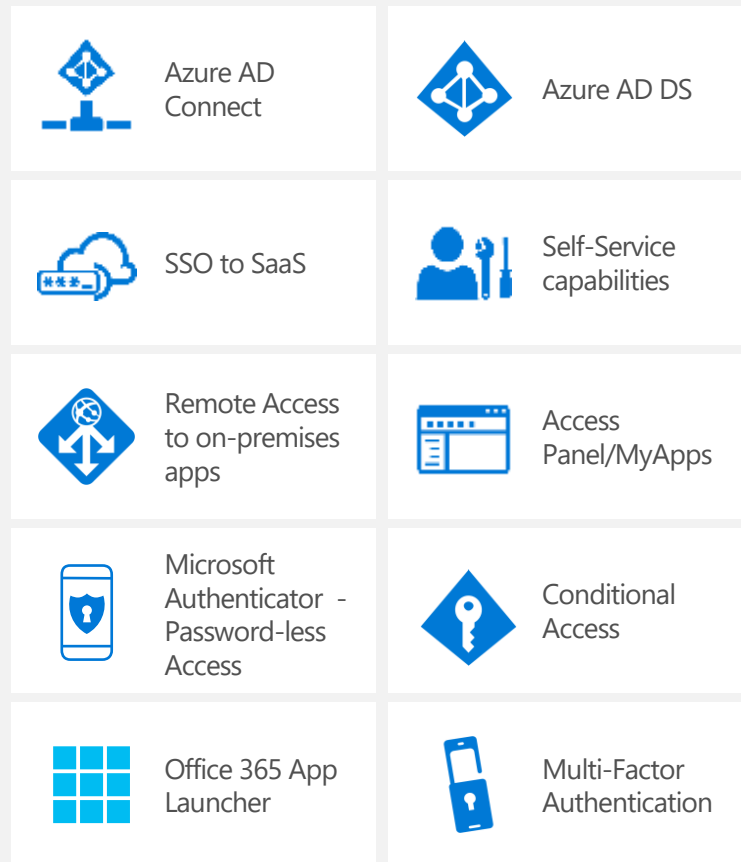 Azure AD
Connect
Azure AD DS
***_
SSO to SaaS
Self-Service
capabilities
Remote Access
to on-premises
apps
Access
Panel/MyApps
Microsoft
Authenticator -
Password-less
Access
Conditional
Access
Office 365 App
Launcher
Multi-Factor
Authentication